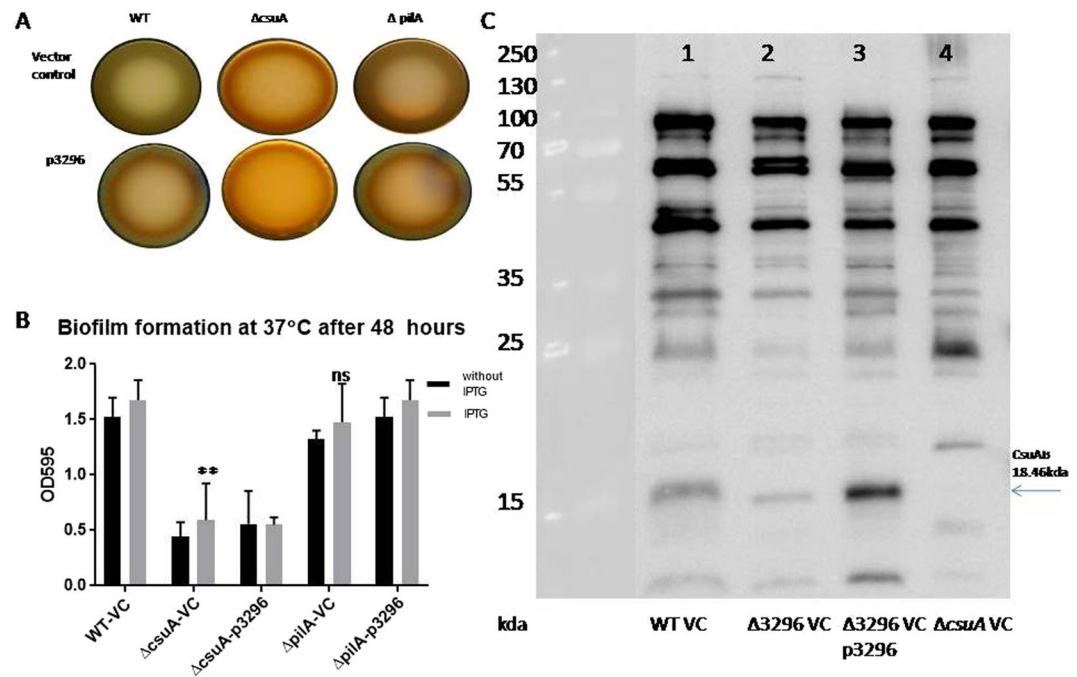 A
WT
ΔcsuA
Δ pilA
Vector
control
p3296
B
Biofilm formation at 37°C after 48 hours
2.0
1.5
1.0
0.5
0.0
OD595
**
ns
without
IPTG
IPTG
WT-VC
ΔcsuA-VC
ΔcsuA-p3296
ΔpilA-VC
ΔpilA-p3296
C
1 2 3 4
250
130
100
70
55
35
25
15
CsuAB
18.46kda
kda
WT VC Δ3296 VC Δ3296 VC ΔcsuA VC
p3296